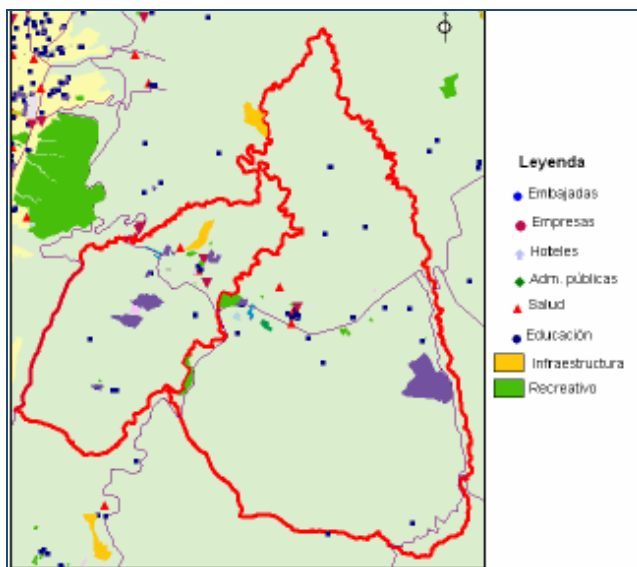 Leyenda
Embajadas
Empresas
Hoteles
Adm. públicas
Salud
Educación
Infraestructura
Recreativo